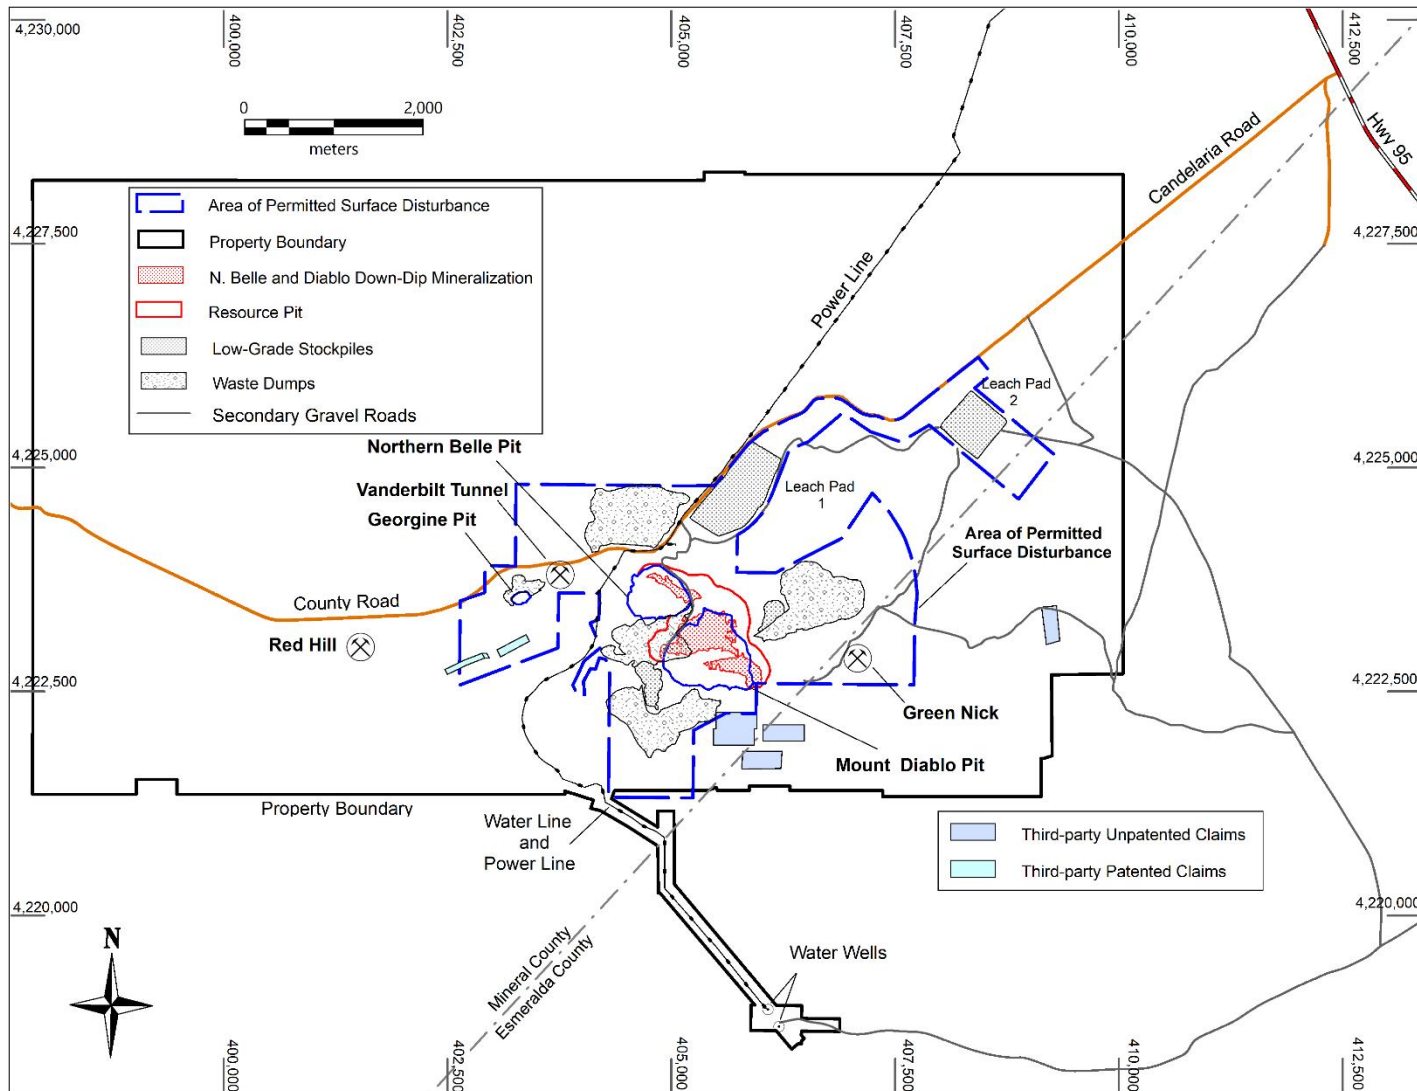 4,230,000
400,000
402,500
405,000
407,500
410,000
412,500
0
2,000
meters
Hwy 95
Candelaria Road
Area of Permitted Surface Disturbance
Property Boundary
N. Belle and Diablo Down-Dip Mineralization
Resource Pit
Low-Grade Stockpiles
Waste Dumps
Secondary Gravel Roads
4,227,500
4,227,500
Power Line
Leach Pad
2
Northern Belle Pit
4,225,000
4,225,000
Vanderbilt Tunnel
Georgine Pit
Leach Pad
1
Area of Permitted
Surface Disturbance
County Road
Red Hill
4,222,500
4,222,500
Green Nick
Mount Diablo Pit
Property Boundary
Water Line
and
Power Line
Third-party Unpatented Claims
Third-party Patented Claims
4,220,000
4,220,000
N
Mineral County
Esmeralda County
Water Wells
400,000
402,500
405,000
407,500
410,000
412,500